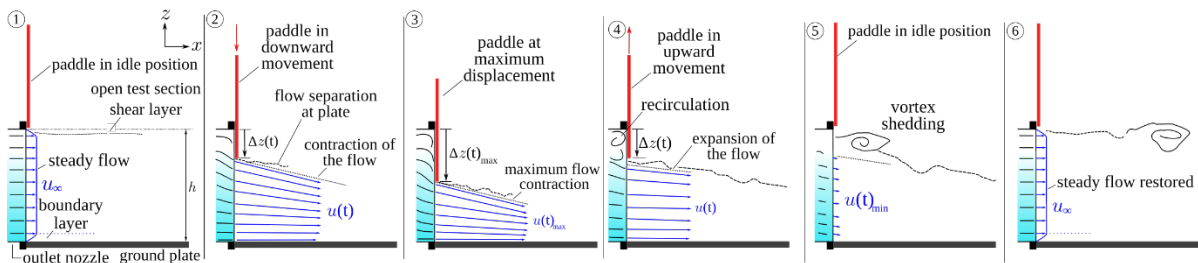 1
z
x
paddle in idle position
open test section
shear layer
steady flow
u∞
h
boundary
layer
outlet nozzle
ground plate
2
paddle in
downward
movement
flow separation
at plate
Δz(t)
contraction of
the flow
u(t)
3
paddle at
maximum
displacement
Δz(t)max
maximum flow
contraction
u(t)max
4
paddle in
upward
movement
recirculation
Δz(t)
expansion of
the flow
u(t)
5
paddle in idle position
vortex
shedding
u(t)min
6
steady flow restored
u∞